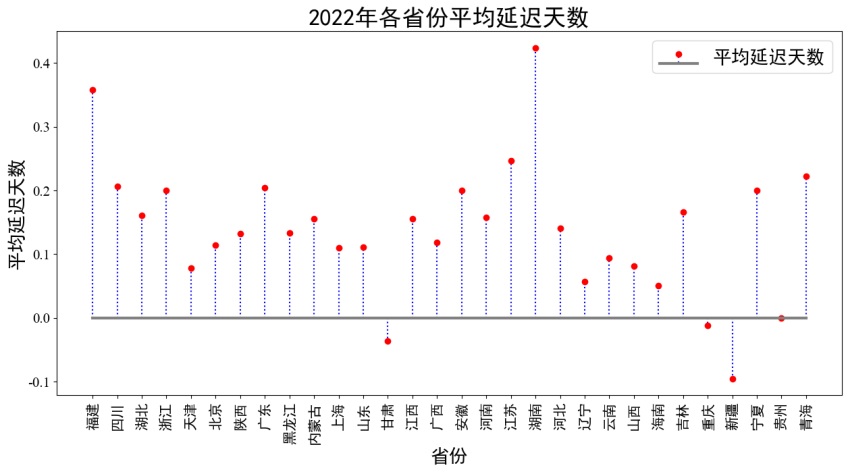 2022年各省份平均延迟天数
平均延迟天数
平均延迟天数
0.4
0.3
0.2
0.1
0.0
-0.1
福建
四川
湖北
浙江
天津
北京
陕西
广东
黑龙江
内蒙古
上海
山东
甘肃
江西
广西
安徽
河南
江苏
湖南
河北
辽宁
云南
山西
海南
吉林
重庆
新疆
宁夏
贵州
青海
省份